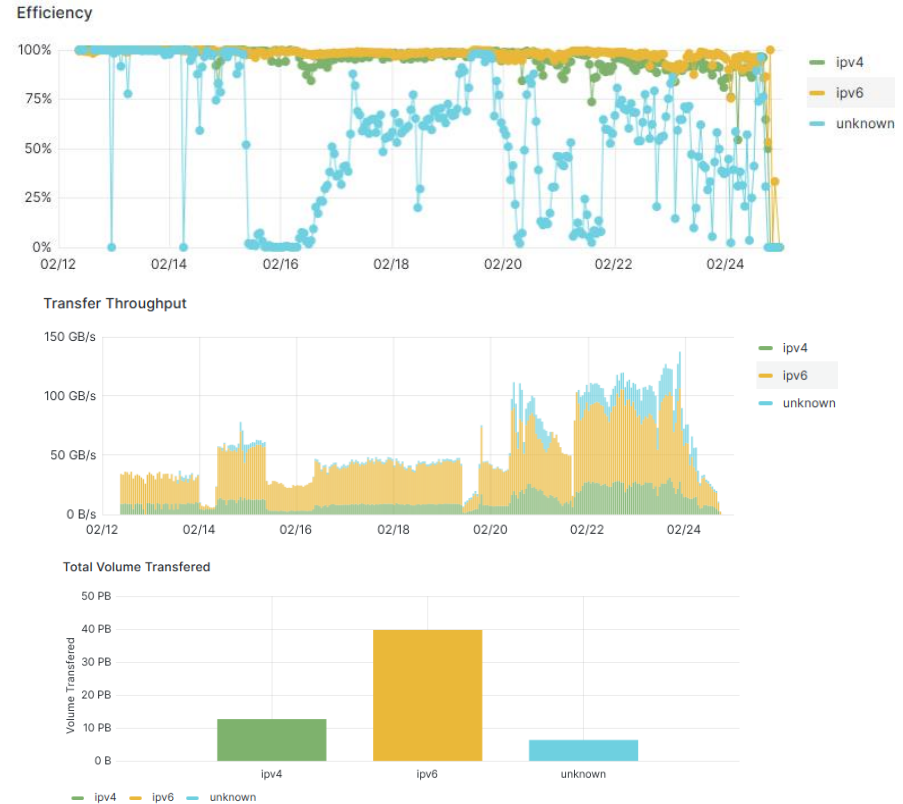 Efficiency
100%
75%
50%
25%
0%
02/12 02/14 02/16 02/18 02/20 02/22 02/24
ipv4
ipv6
unknown
Transfer Throughput
150 GB/s
100 GB/s
50 GB/s
0 B/s
02/12 02/14 02/16 02/18 02/20 02/22 02/24
ipv4
ipv6
unknown
Total Volume Transfered
50 PB
40 PB
30 PB
20 PB
10 PB
0 B
Volume Transfered
ipv4 ipv6 unknown
ipv4 ipv6 unknown